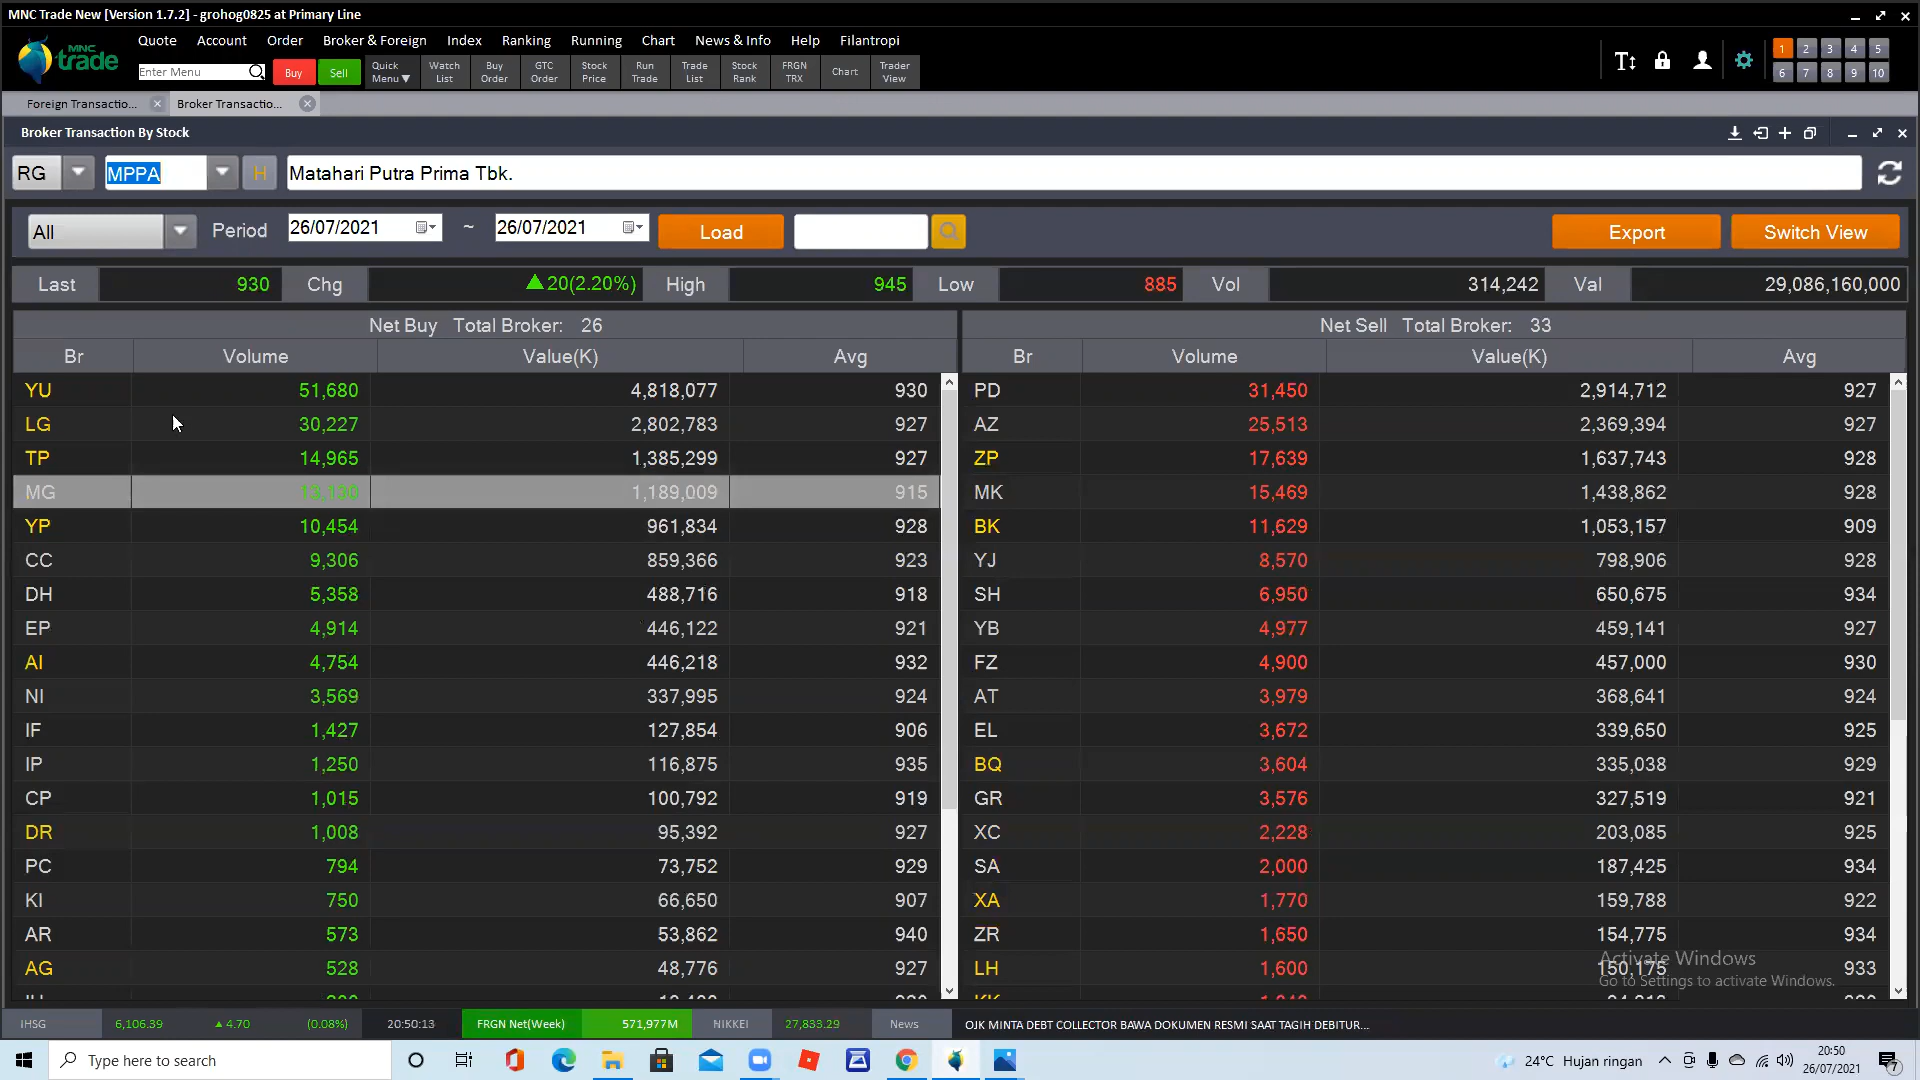 MNC Trade New [Version 1.7.2] - grohog0825 at Primary Line
MNC trade
Quote Account Order Broker & Foreign Index Ranking Running Chart News & Info Help Filantropi
Enter Menu Buy Sell Quick Menu▼ Watch List Buy Order GTC Order Stock Price Run Trade Trade List Stock Rank FRGN TRX Chart Trader View
1 2 3 4 5
6 7 8 9 10
Foreign Transactio... Broker Transactio...
Broker Transaction By Stock
RG MPPA H Matahari Putra Prima Tbk.
All Period 26/07/2021 ~ 26/07/2021 Load Export Switch View
Last 930 Chg ▲20(2.20%) High 945 Low 885 Vol 314,242 Val 29,086,160,000
Net Buy Total Broker: 26 Net Sell Total Broker: 33
Br Volume Value(K) Avg Br Volume Value(K) Avg
YU 51,680 4,818,077 930 PD 31,450 2,914,712 927
LG 30,227 2,802,783 927 AZ 25,513 2,369,394 927
TP 14,965 1,385,299 927 ZP 17,639 1,637,743 928
MG 1,189,009 915 MK 15,469 1,438,862 928
YP 10,454 961,834 928 BK 11,629 1,053,157 909
CC 9,306 859,366 923 YJ 8,570 798,906 928
DH 5,358 488,716 918 SH 6,950 650,675 934
EP 4,914 446,122 921 YB 4,977 459,141 927
AI 4,754 446,218 932 FZ 4,900 457,000 930
NI 3,569 337,995 924 AT 3,979 368,641 924
IF 1,427 127,854 906 EL 3,672 339,650 925
IP 1,250 116,875 935 BQ 3,604 335,038 929
CP 1,015 100,792 919 GR 3,576 327,519 921
DR 1,008 95,392 927 XC 2,228 203,085 925
PC 794 73,752 929 SA 2,000 187,425 934
KI 750 66,650 907 XA 1,770 159,788 922
AR 573 53,862 940 ZR 1,650 154,775 934
AG 528 48,776 927 LH 1,600 150,175 933
Activate Windows
Go to Settings to activate Windows.
IHSG 6,106.39 ▲ 4.70 (0.08%) 20:50:13 FRGN Net(Week) 571,977M NIKKEI 27,833.29 News OJK MINTA DEBT COLLECTOR BAWA DOKUMEN RESMI SAAT TAGIH DEBITUR...
Type here to search 24°C Hujan ringan 20:50
26/07/2021 7